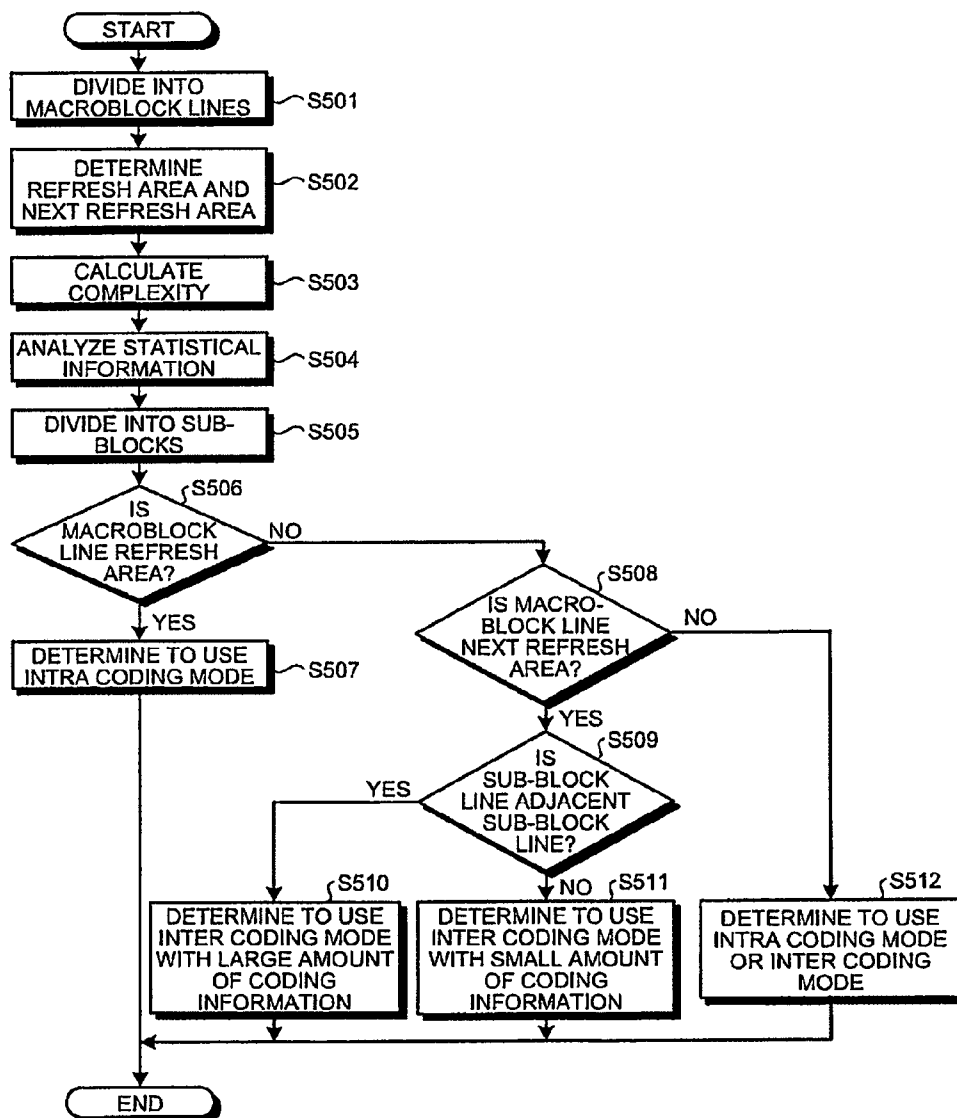 START
DIVIDE INTO
MACROBLOCK LINES
S501
DETERMINE
REFRESH AREA AND
NEXT REFRESH AREA
S502
CALCULATE
COMPLEXITY
S503
ANALYZE STATISTICAL
INFORMATION
S504
DIVIDE INTO SUB-
BLOCKS
S505
S506
IS
MACROBLOCK
LINE REFRESH
AREA?
NO
YES
DETERMINE TO USE
INTRA CODING MODE
S507
S508
IS MACRO-
BLOCK LINE
NEXT REFRESH
AREA?
NO
YES
S509
IS
SUB-BLOCK
LINE ADJACENT
SUB-BLOCK
LINE?
YES
NO
S510
DETERMINE TO USE
INTER CODING MODE
WITH LARGE AMOUNT
OF CODING
INFORMATION
S511
DETERMINE TO USE
INTER CODING MODE
WITH SMALL AMOUNT
OF CODING
INFORMATION
S512
DETERMINE TO USE
INTRA CODING MODE
OR INTER CODING
MODE
END